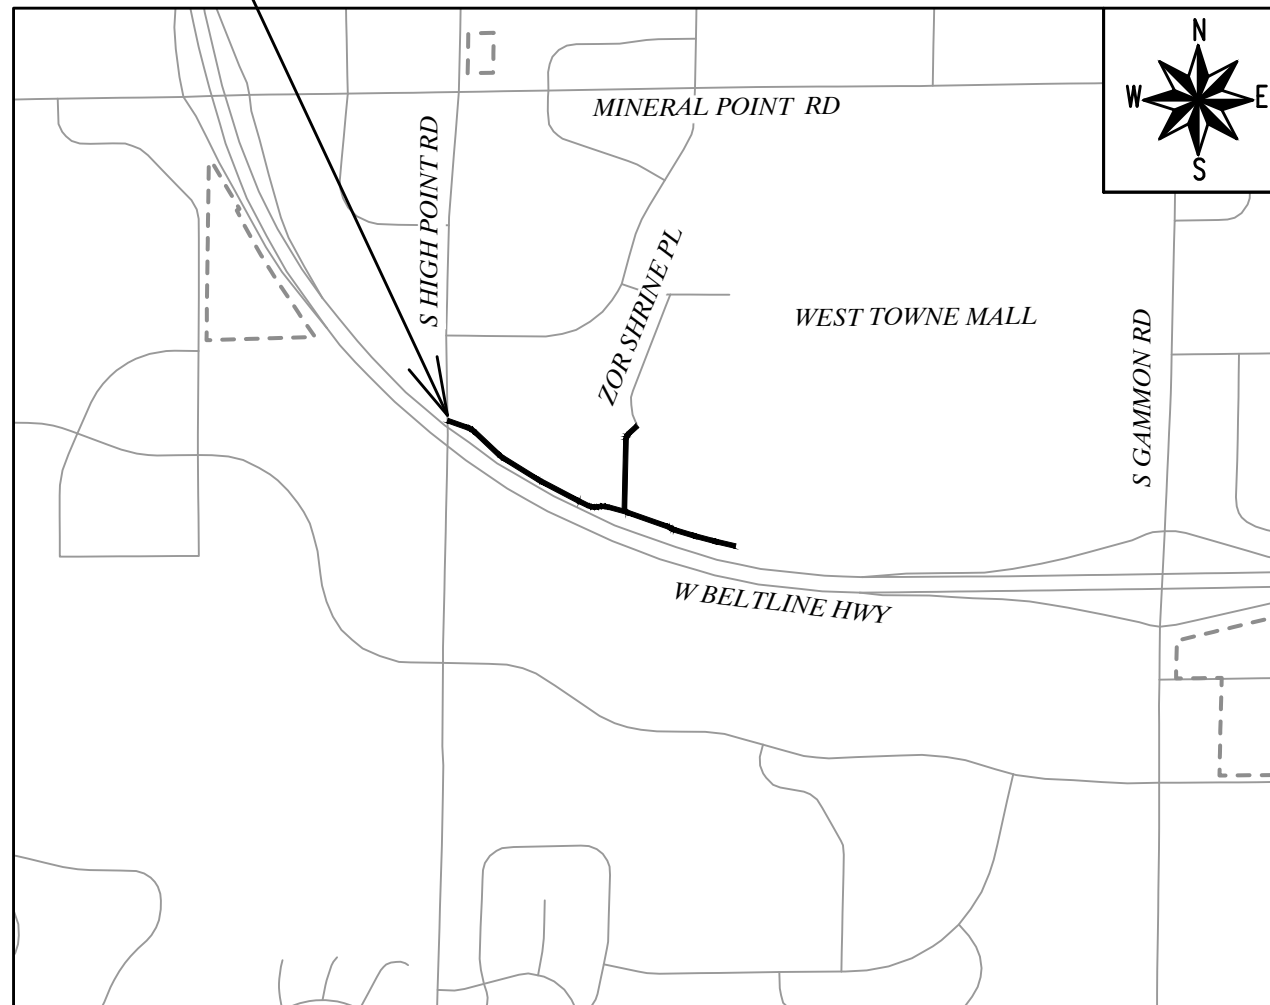 N
W E
S
MINERAL POINT RD
S HIGH POINT RD
ZOR SHRINE PL
WEST TOWNE MALL
S GAMMON RD
W BELTLINE HWY